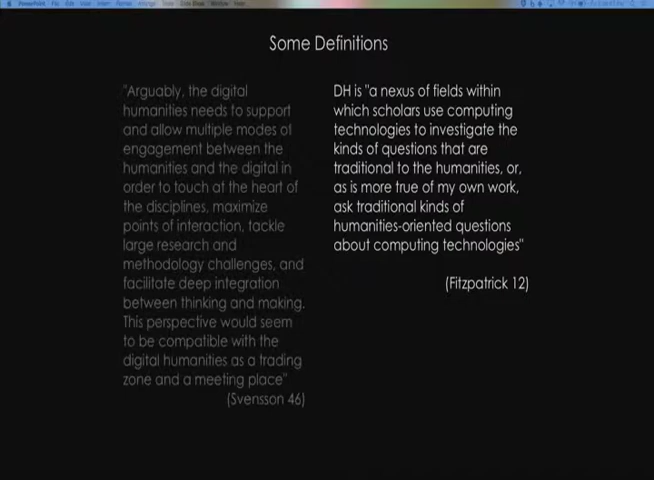 Some Definitions
"Arguably, the digital
humanities needs to support
and allow multiple modes of
engagement between the
humanities and the digital in
order to touch at the heart of
the disciplines, maximize
points of interaction, tackle
large research and
methodology challenges, and
facilitate deep integration
between thinking and making.
This perspective would seem
to be compatible with the
digital humanities as a trading
zone and a meeting place"
(Svensson 46)
DH is "a nexus of fields within
which scholars use computing
technologies to investigate the
kinds of questions that are
traditional to the humanities, or,
as is more true of my own work,
ask traditional kinds of
humanities-oriented questions
about computing technologies"
(Fitzpatrick 12)